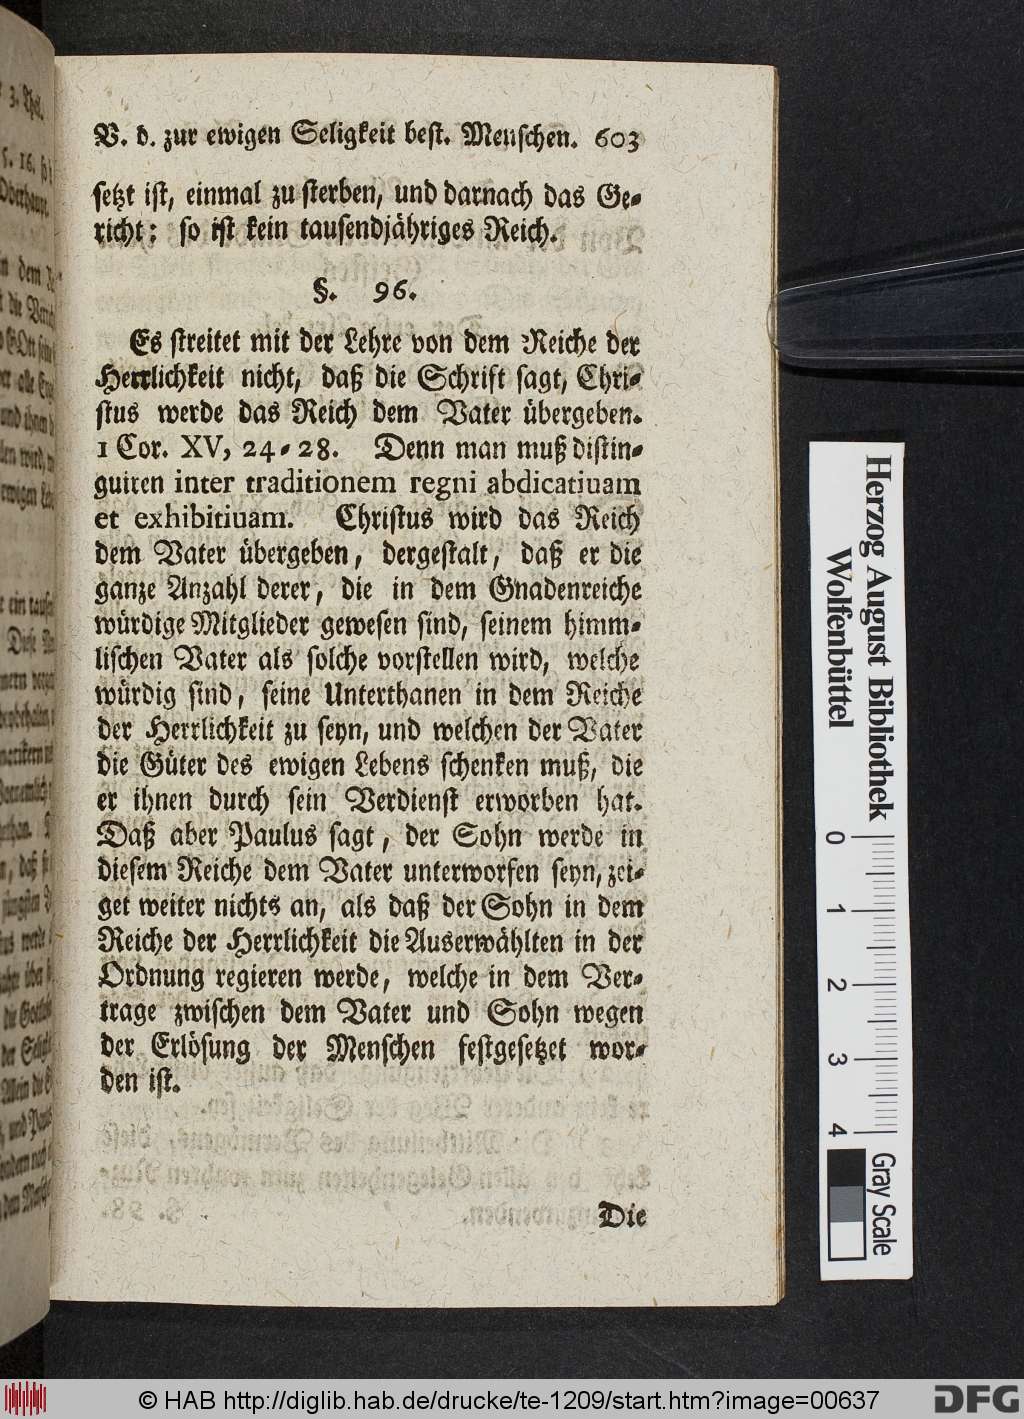 V. d. zur ewigen Seligkeit best. Menschen. 603
setzt ist, einmal zu sterben, und darnach das Ge-
richt: so ist kein tausendjähriges Reich.
§. 96.
Es streitet mit der Lehre von dem Reiche der
Herrlichkeit nicht, daß die Schrift sagt, Chri-
stus werde das Reich dem Vater übergeben.
1 Cor. XV, 24-28. Denn man muß distin-
guiren inter traditionem regni abdicatiuam
et exhibitiuam. Christus wird das Reich
dem Vater übergeben, dergestalt, daß er die
ganze Anzahl derer, die in dem Gnadenreiche
würdige Mitglieder gewesen sind, seinem himm-
lischen Vater als solche vorstellen wird, welche
würdig sind, seine Unterthanen in dem Reiche
der Herrlichkeit zu seyn, und welchen der Vater
die Güter des ewigen Lebens schenken muß, die
er ihnen durch sein Verdienst erworben hat.
Daß aber Paulus sagt, der Sohn werde in
diesem Reiche dem Vater unterworfen seyn, zei-
get weiter nichts an, als daß der Sohn in dem
Reiche der Herrlichkeit die Auserwählten in der
Ordnung regieren werde, welche in dem Ver-
trage zwischen dem Vater und Sohn wegen
der Erlösung der Menschen festgesetzet wor-
den ist.
Die
Herzog August Bibliothek
Wolfenbüttel
0 1 2 3 4
Gray Scale
© HAB http://diglib.hab.de/drucke/te-1209/start.htm?image=00637
DFG